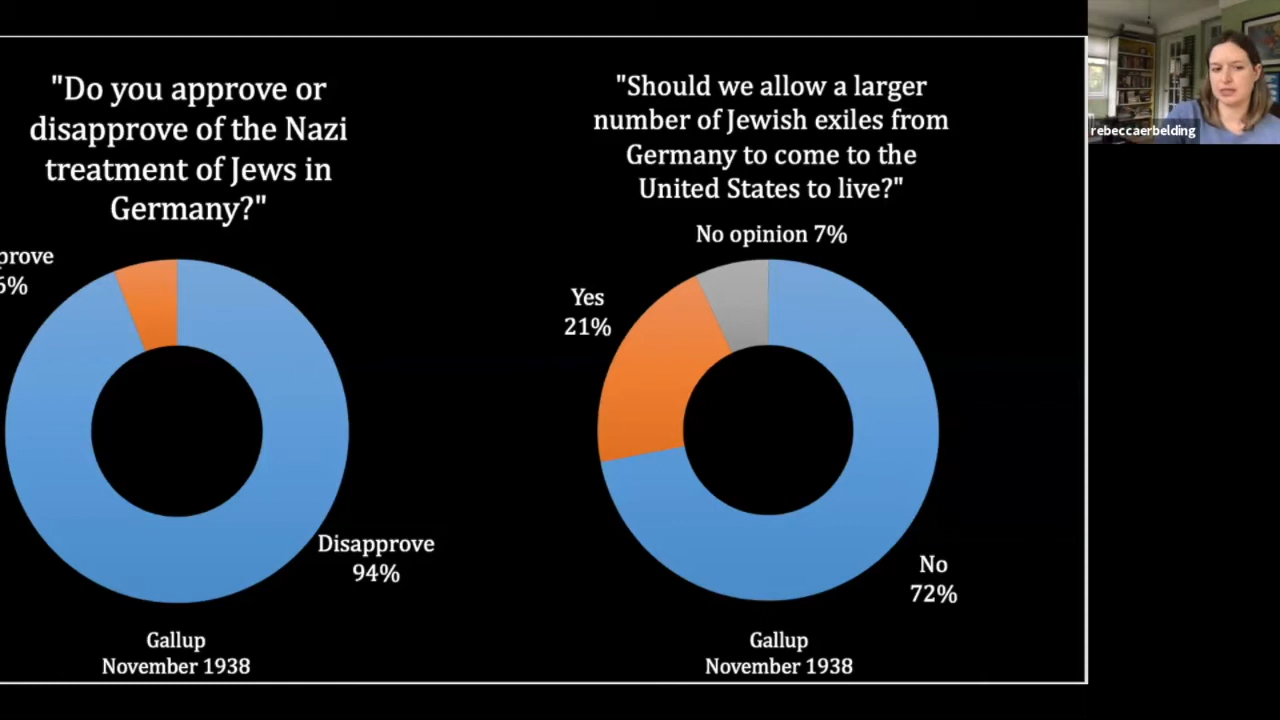 "Do you approve or
disapprove of the Nazi
treatment of Jews in
Germany?"
prove
6%
Disapprove
94%
Gallup
November 1938
"Should we allow a larger
number of Jewish exiles from
Germany to come to the
United States to live?"
No opinion 7%
Yes
21%
No
72%
Gallup
November 1938
rebeccaerbelding